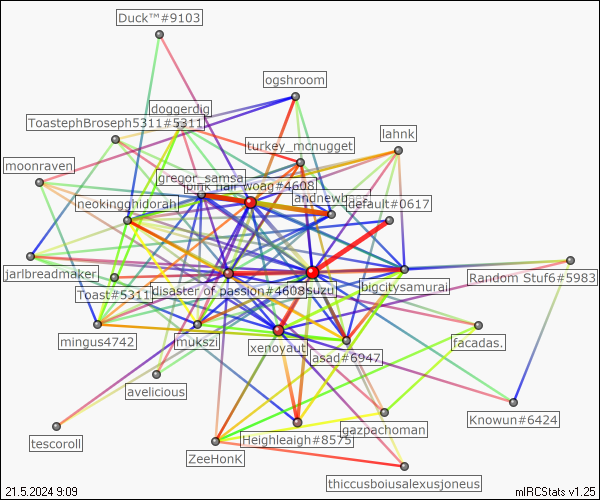 Duck™#9103
ogshroom
doggerdig
ToastephBroseph5311#5311
lahnk
turkey_mcnugget
moonraven
gregor_samsa
pink hair woag#4608
andnewbass
neokingghidorah
default#0617
jarlbreadmaker
Random Stuf6#5983
bigcitysamurai
suzu
disaster of passion#4608
Toast#5311
mingus4742
mukszi
xenoyaut
facadas.
asad#6947
avelicious
Knowun#6424
gazpachoman
tescoroll
Heighleaigh#8575
ZeeHonK
thiccusboiusalexusjoneus
21.5.2024 9:09
mIRCStats v1.25